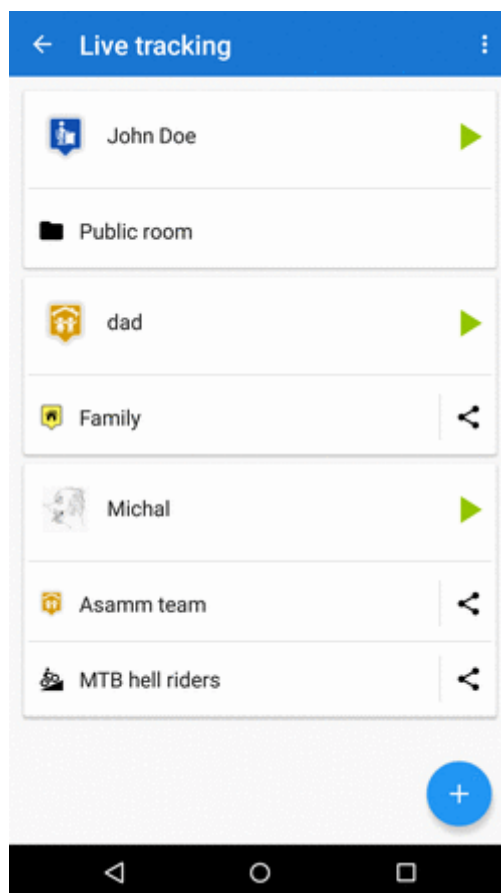 Live tracking
John Doe
Public room
dad
Family
Michal
Asamm team
MTB hell riders